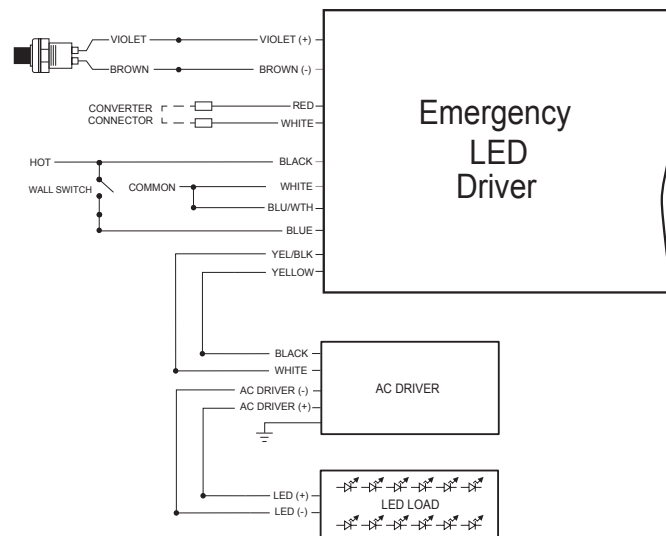 VIOLET VIOLET (+)
BROWN BROWN (-)
CONVERTER
CONNECTOR
RED
WHITE
HOT BLACK
WALL SWITCH COMMON WHITE
BLU/WTH
BLUE
YEL/BLK
YELLOW
Emergency
LED
Driver
BLACK
WHITE
AC DRIVER (-)
AC DRIVER (+)
AC DRIVER
LED (+)
LED (-)
LED LOAD